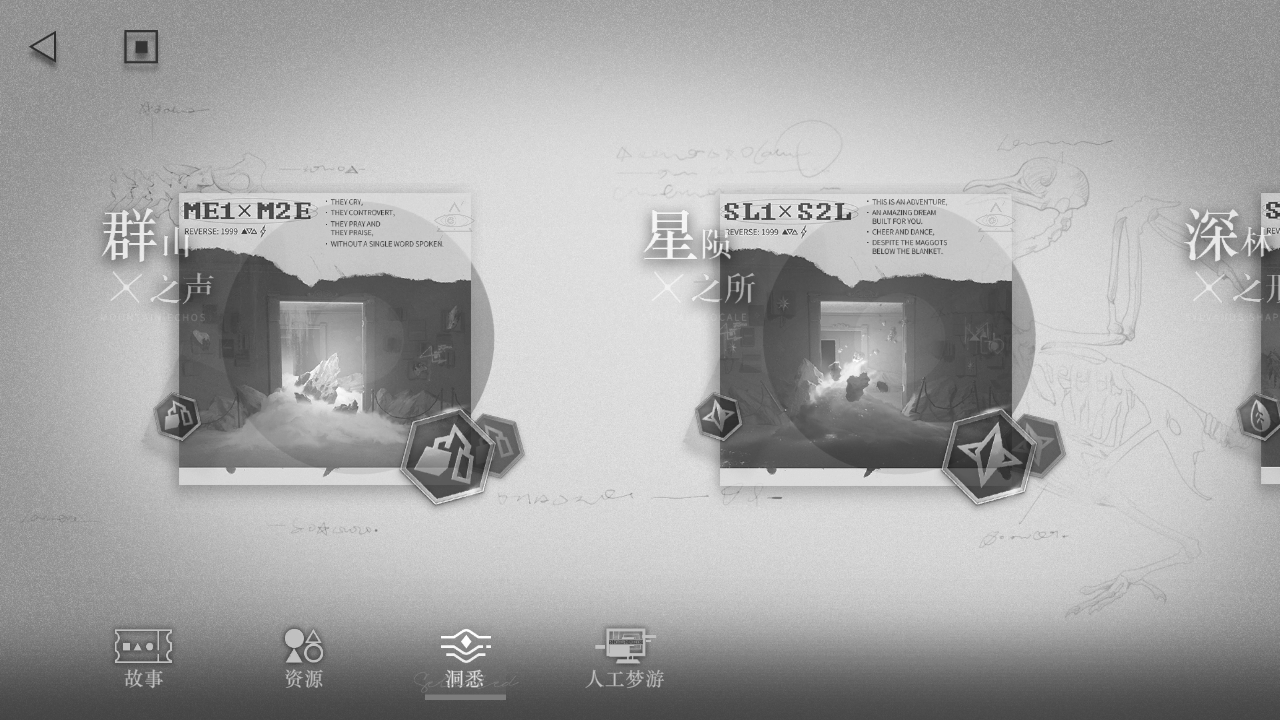 群山
之声
ME1×M2E
REVERSE: 1999
· THEY CRY,
· THEY CONTROVERT,
· THEY PRAY AND
THEY PRAISE,
· WITHOUT A SINGLE WORD SPOKEN.
星陨
之所
SL1×S2L
REVERSE: 1999
· THIS IS AN ADVENTURE,
· AN AMAZING DREAM
BUILT FOR YOU.
· CHEER AND DANCE,
· DESPITE THE MAGGOTS
BELOW THE BLANKET.
深林
之形
故事
资源
洞悉
人工梦游